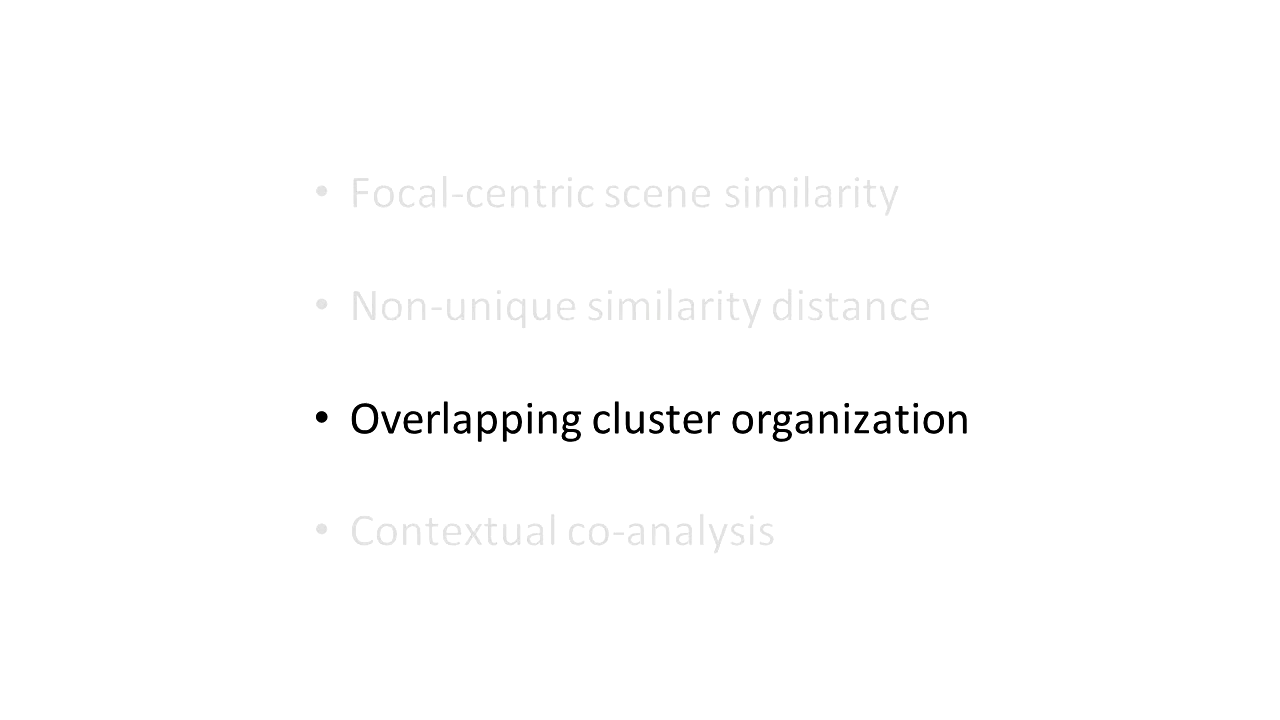 • Focal-centric scene similarity
• Non-unique similarity distance
• Overlapping cluster organization
• Contextual co-analysis